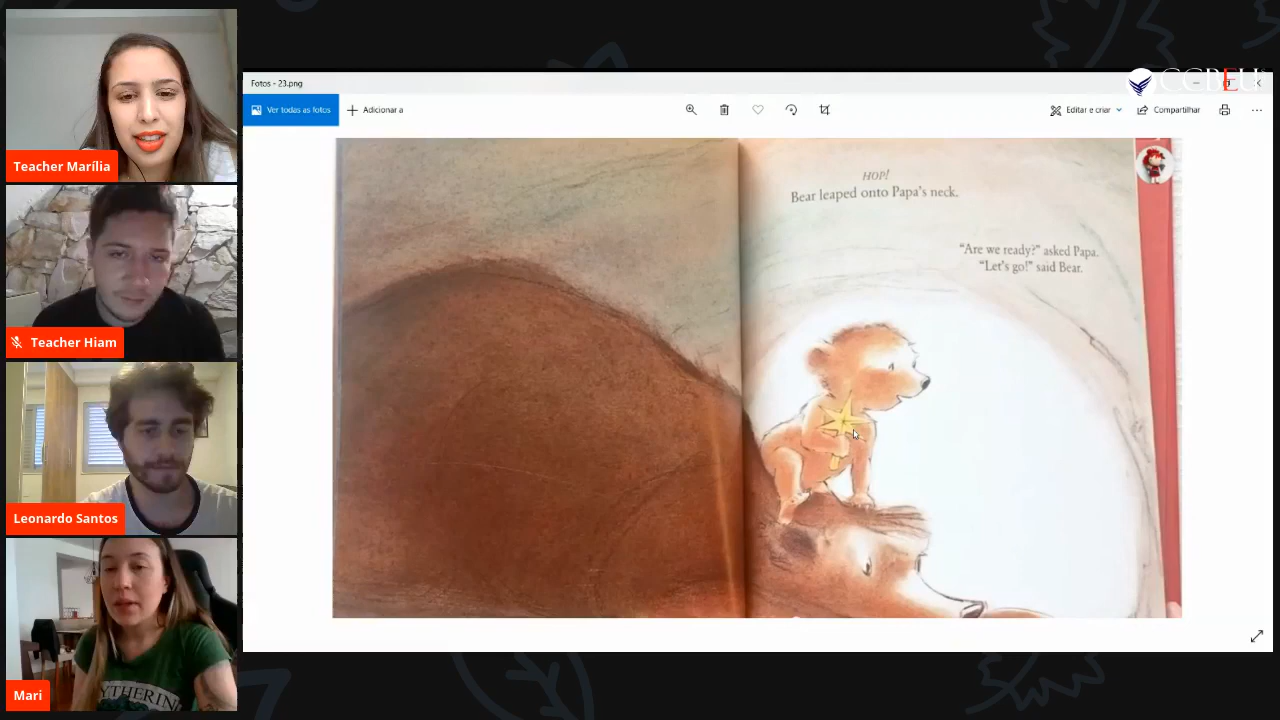 Teacher Marília
Teacher Hiam
Leonardo Santos
Mari
Fotos - 23.png
CCBEU
Ver todas as fotos
Adicionar a
Editar e criar
Compartilhar
HOP!
Bear leaped onto Papa's neck.
"Are we ready?" asked Papa.
"Let's go!" said Bear.